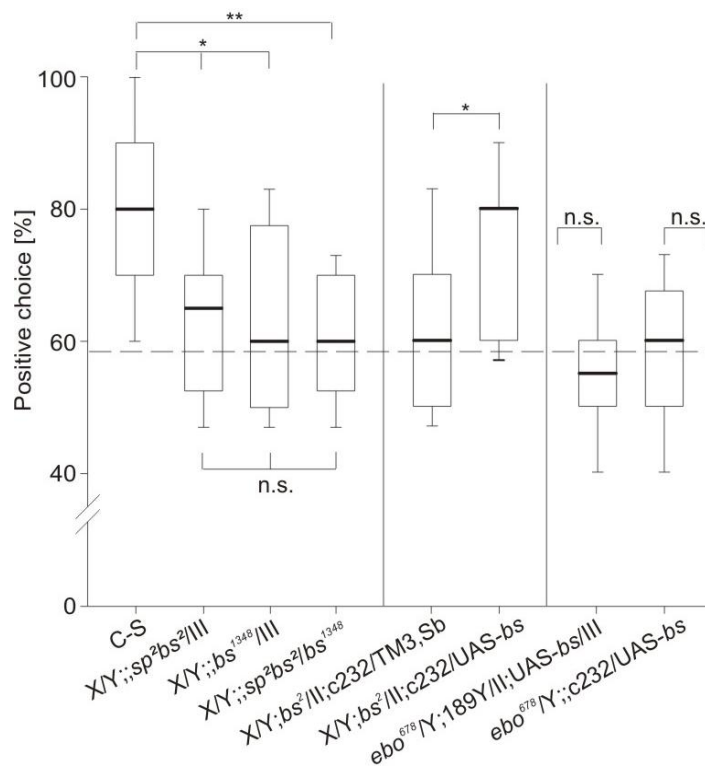 **
*
100
*
80
n.s.
n.s.
Positive choice [%]
60
40
n.s.
0
C-S
X/Y;;sp²bs²/III
X/Y;;bs¹³⁴⁸/III
X/Y;;sp²bs²/bs¹³⁴⁸
X/Y;bs²/II;c232/TM3,Sb
X/Y;bs²/II;c232/UAS-bs
ebo⁶⁷⁸/Y;189Y/II;UAS-bs/III
ebo⁶⁷⁸/Y;;c232/UAS-bs